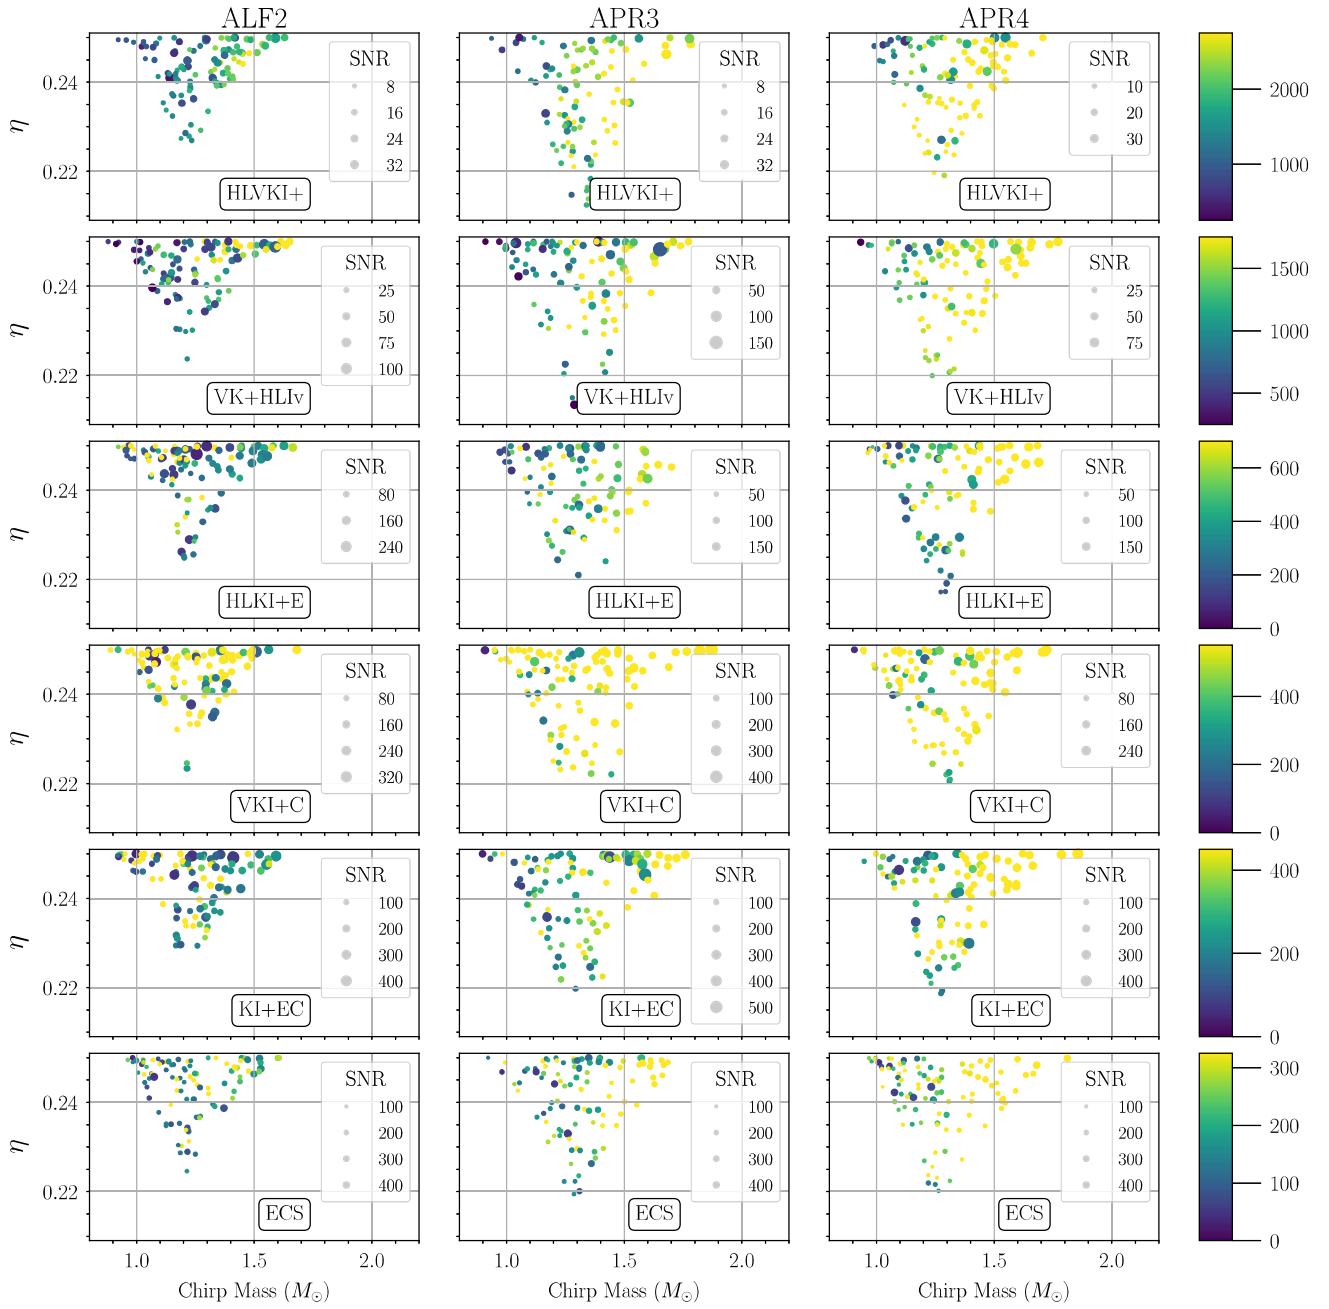 ALF2 APR3 APR4
η 0.24 0.22 SNR 8 16 24 32 HLVKI+
SNR 8 16 24 32 HLVKI+
SNR 10 20 30 HLVKI+
2000 1000
η 0.24 0.22 SNR 25 50 75 100 VK+HLIv
SNR 50 100 150 VK+HLIv
SNR 25 50 75 VK+HLIv
1500 1000 500
η 0.24 0.22 SNR 80 160 240 HLKI+E
SNR 50 100 150 HLKI+E
SNR 50 100 150 HLKI+E
600 400 200 0
η 0.24 0.22 SNR 80 160 240 320 VKI+C
SNR 100 200 300 400 VKI+C
SNR 80 160 240 VKI+C
400 200 0
η 0.24 0.22 SNR 100 200 300 400 KI+EC
SNR 100 200 300 400 500 KI+EC
SNR 100 200 300 400 KI+EC
400 200 0
η 0.24 0.22 SNR 100 200 300 400 ECS
SNR 100 200 300 400 ECS
SNR 100 200 300 400 ECS
300 200 100 0
1.0 1.5 2.0 1.0 1.5 2.0 1.0 1.5 2.0
Chirp Mass (M⊙) Chirp Mass (M⊙) Chirp Mass (M⊙)